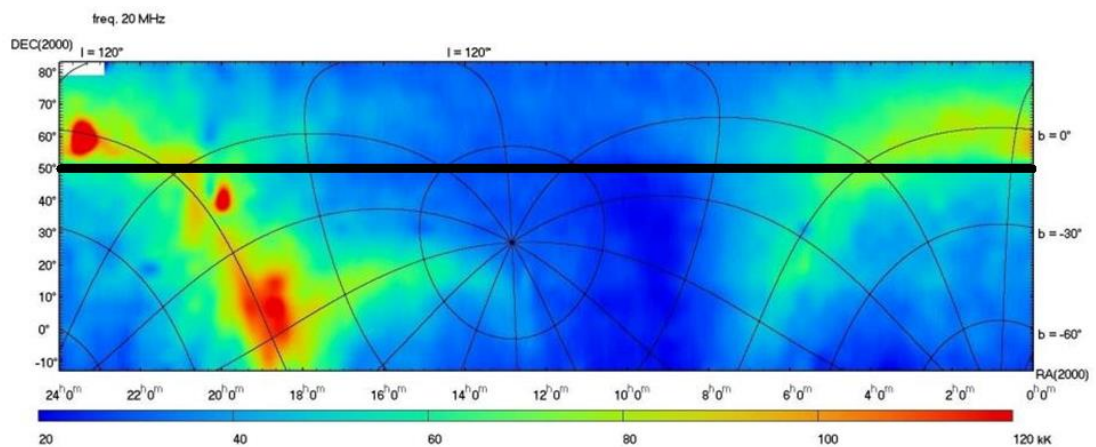 freq. 20 MHz
DEC(2000)
l = 120°
l = 120°
80°
70°
60°
50°
40°
30°
20°
10°
0°
-10°
b = 0°
b = -30°
b = -60°
RA(2000)
24ʰ0ᵐ 22ʰ0ᵐ 20ʰ0ᵐ 18ʰ0ᵐ 16ʰ0ᵐ 14ʰ0ᵐ 12ʰ0ᵐ 10ʰ0ᵐ 8ʰ0ᵐ 6ʰ0ᵐ 4ʰ0ᵐ 2ʰ0ᵐ 0ʰ0ᵐ
20 40 60 80 100 120 kK